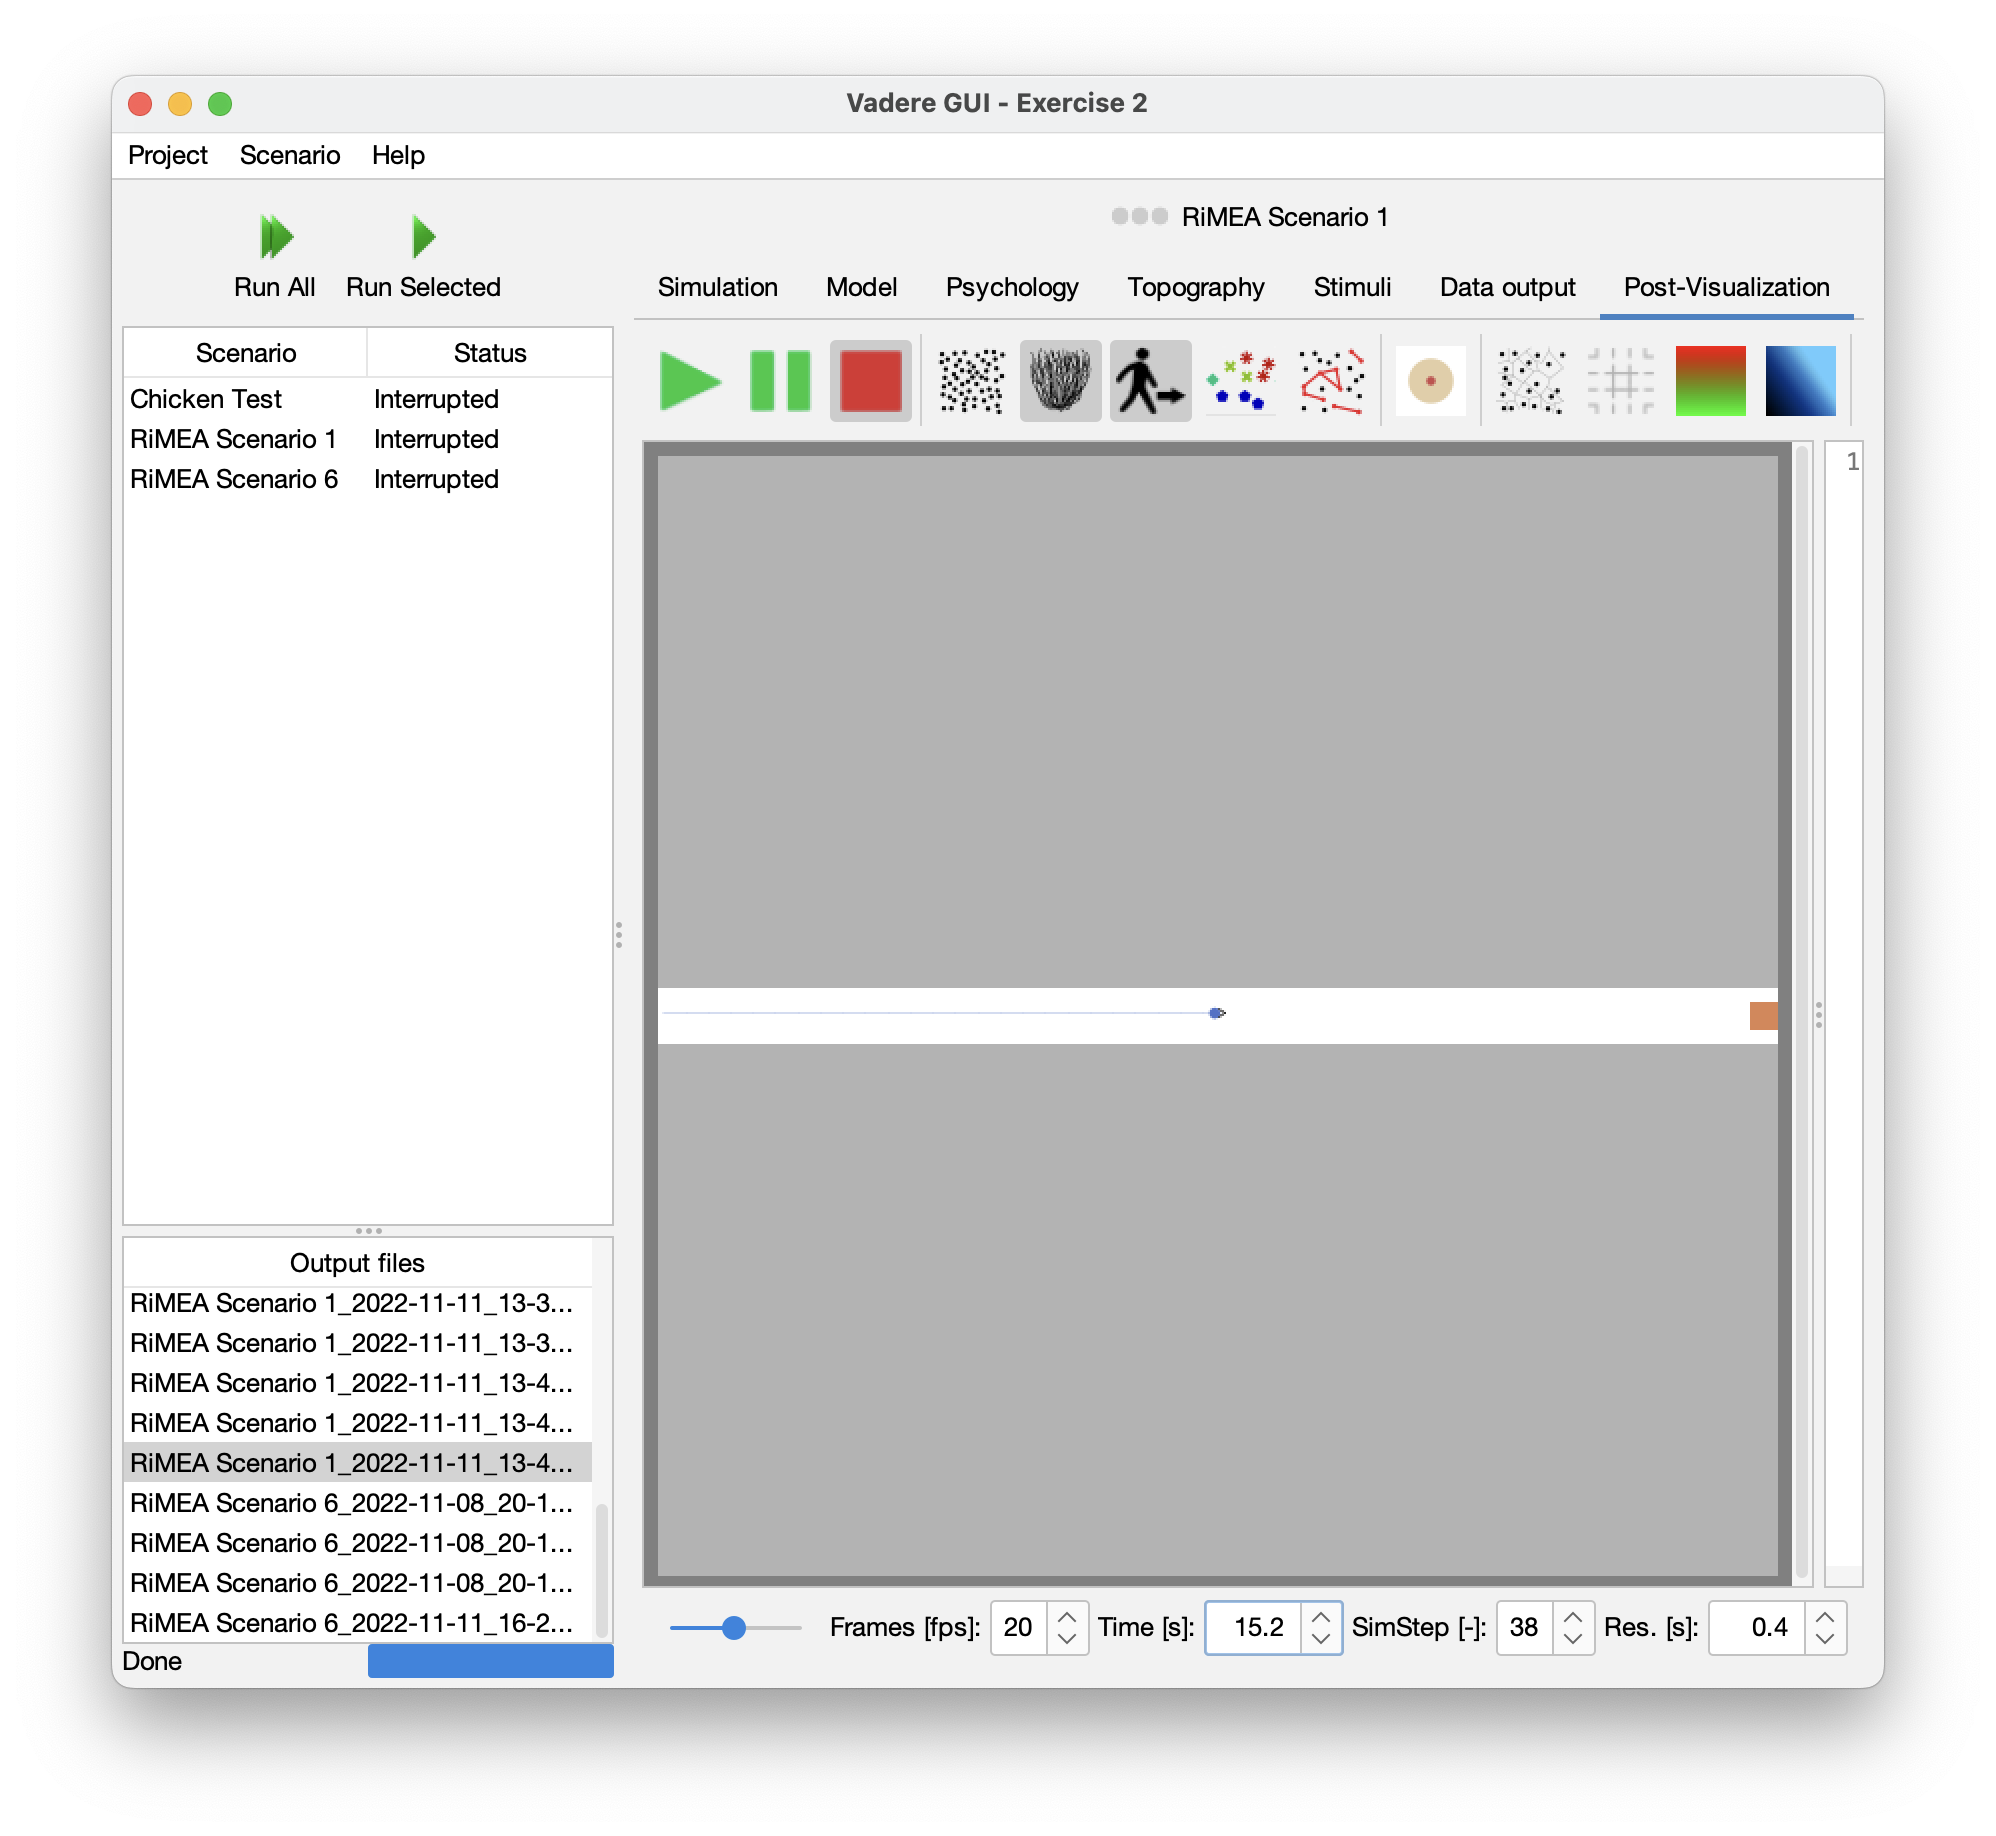 Vadere GUI - Exercise 2
Project Scenario Help
Run All Run Selected
RiMEA Scenario 1
Simulation Model Psychology Topography Stimuli Data output Post-Visualization
Scenario Status
Chicken Test Interrupted
RiMEA Scenario 1 Interrupted
RiMEA Scenario 6 Interrupted
1
Output files
RiMEA Scenario 1_2022-11-11_13-3...
RiMEA Scenario 1_2022-11-11_13-3...
RiMEA Scenario 1_2022-11-11_13-4...
RiMEA Scenario 1_2022-11-11_13-4...
RiMEA Scenario 1_2022-11-11_13-4...
RiMEA Scenario 6_2022-11-08_20-1...
RiMEA Scenario 6_2022-11-08_20-1...
RiMEA Scenario 6_2022-11-08_20-1...
RiMEA Scenario 6_2022-11-11_16-2...
Done
Frames [fps]: 20 Time [s]: 15.2 SimStep [-]: 38 Res. [s]: 0.4